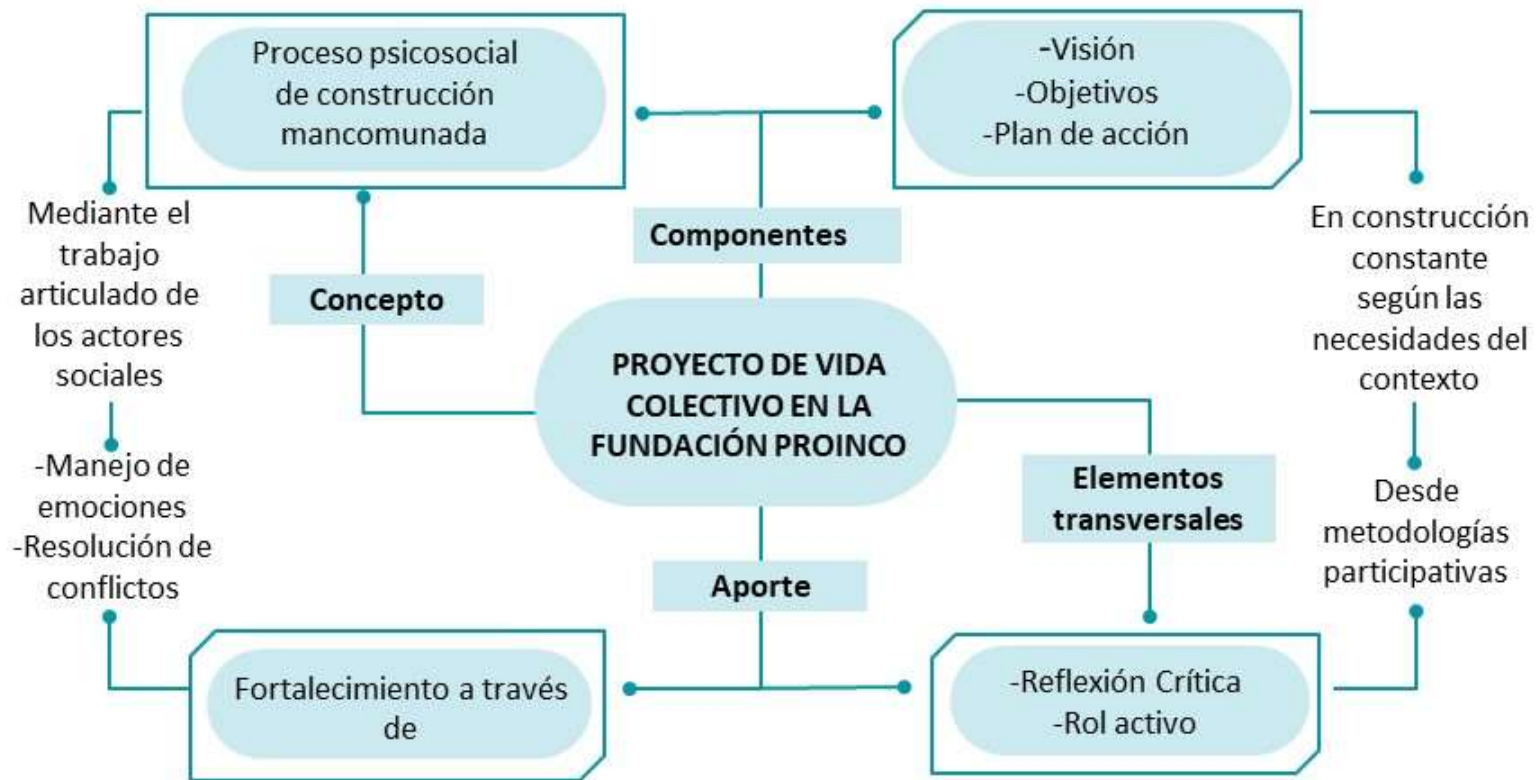 Proceso psicosocial
de construcción
mancomunada
-Visión
-Objetivos
-Plan de acción
Mediante el
trabajo
articulado de
los actores
sociales
Componentes
Concepto
En construcción
constante
según las
necesidades del
contexto
PROYECTO DE VIDA
COLECTIVO EN LA
FUNDACIÓN PROINCO
-Manejo de
emociones
-Resolución de
conflictos
Elementos
transversales
Desde
metodologías
participativas
Aporte
Fortalecimiento a través
de
-Reflexión Crítica
-Rol activo